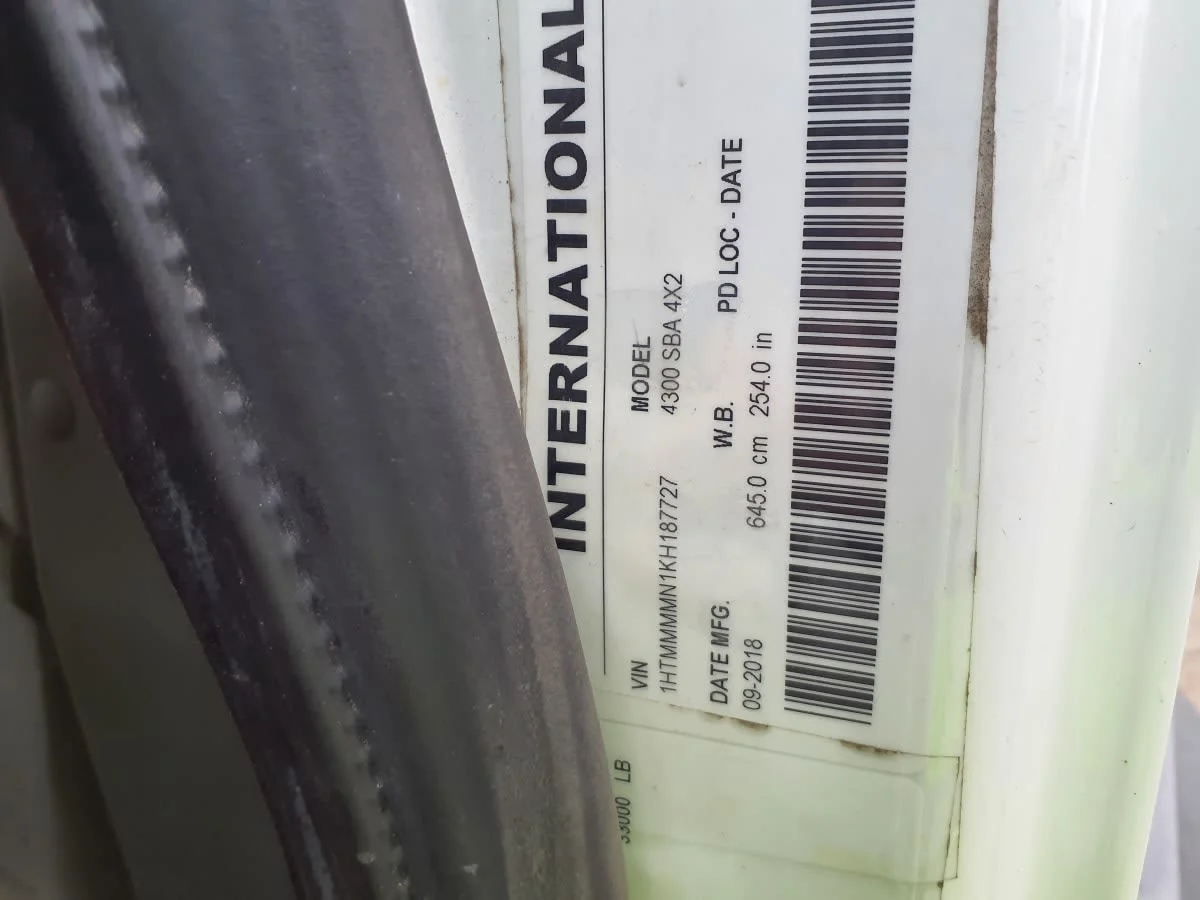 INTERNATIONAL
VIN MODEL
1HTMMMMN1KH187727 4300 SBA 4X2
DATE MFG. W.B. PD LOC - DATE
09-2018 645.0 cm 254.0 in
33000 LB